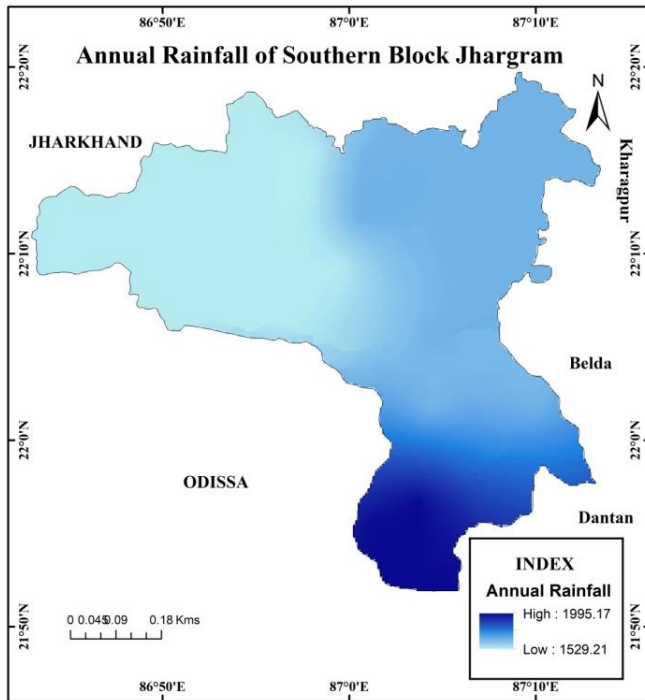 86°50'E 87°0'E 87°10'E
Annual Rainfall of Southern Block Jhargram
22°20'N 22°20'N
N
JHARKHAND
Kharagpur
22°10'N 22°10'N
Belda
22°0'N 22°0'N
ODISSA
Dantan
INDEX
Annual Rainfall
High : 1995.17
Low : 1529.21
0 0.045 0.09 0.18 Kms
21°50'N 21°50'N
86°50'E 87°0'E 87°10'E